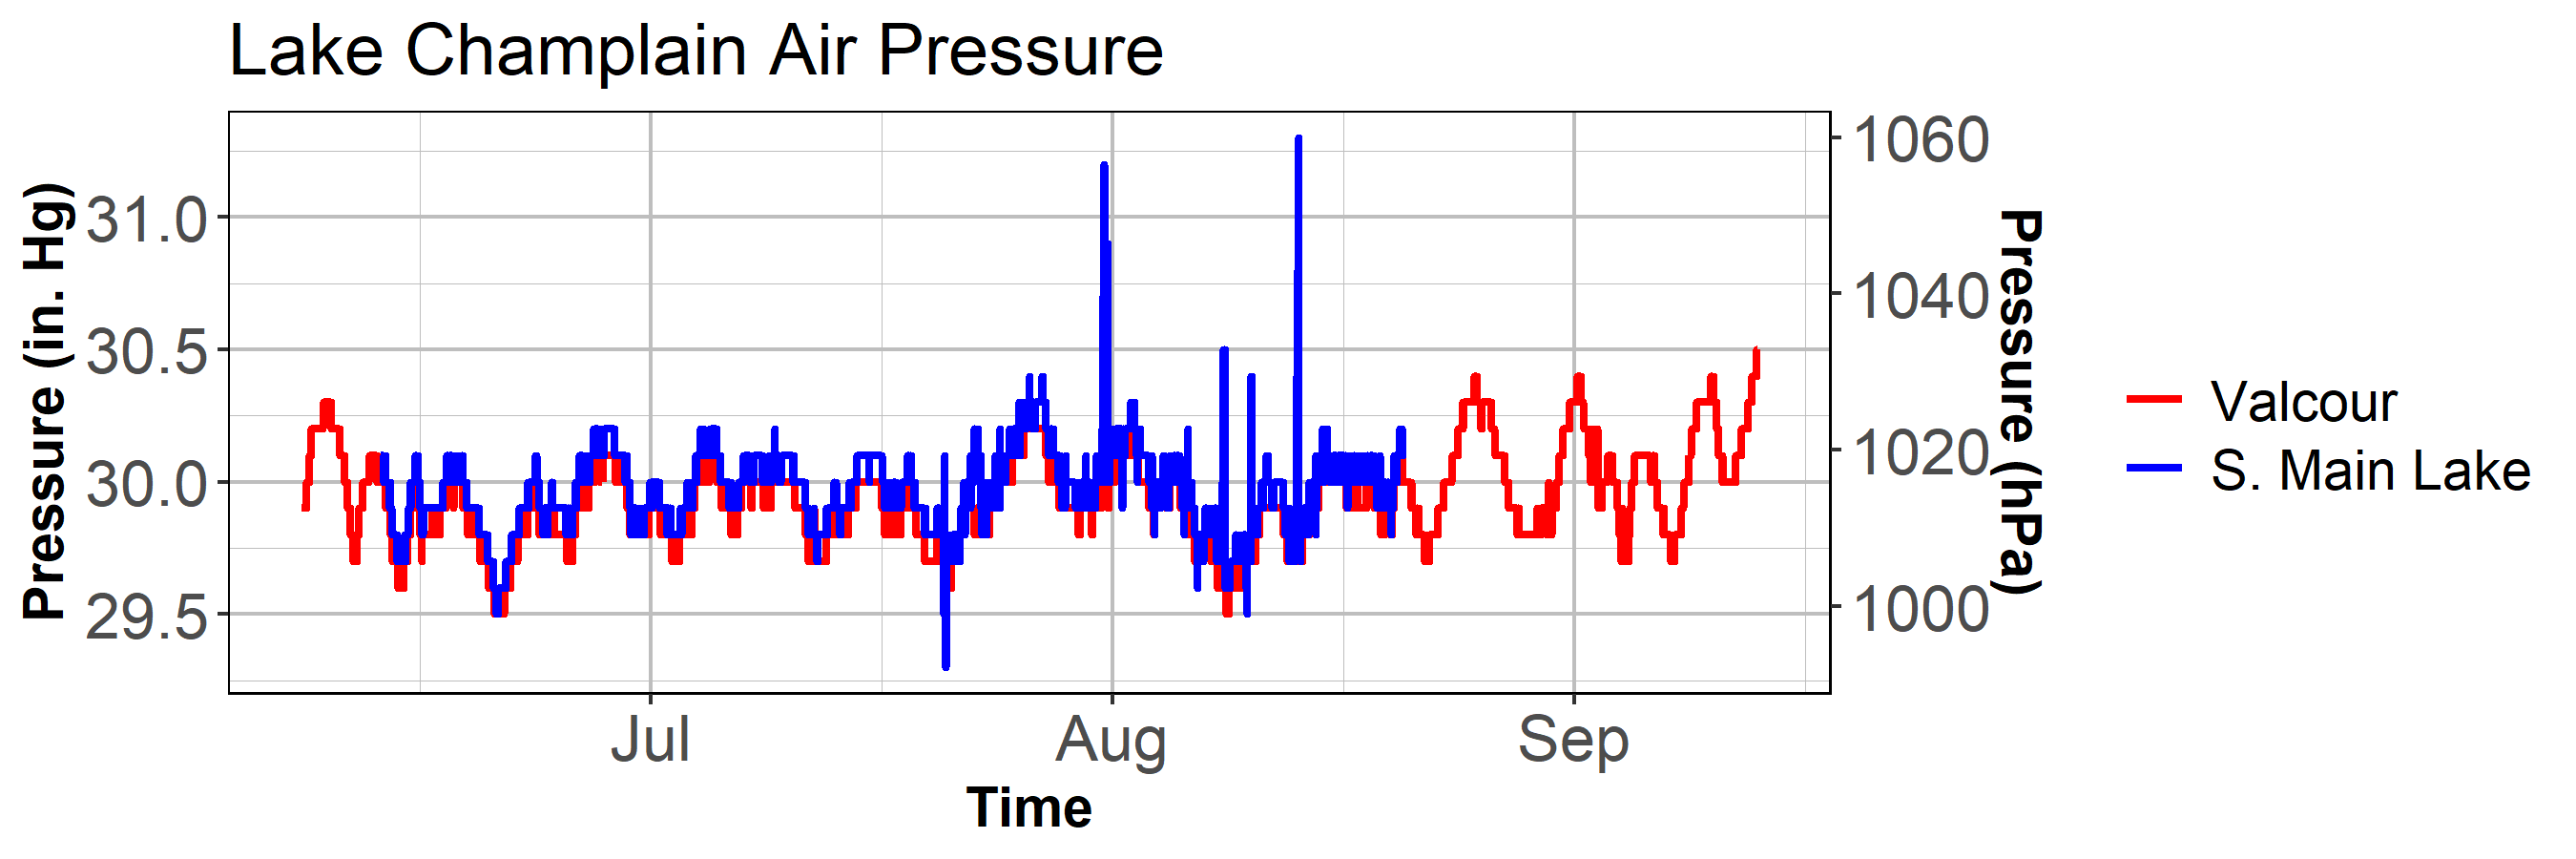 Lake Champlain Air Pressure
Pressure (in. Hg)
31.0
30.5
30.0
29.5
1060
1040
1020
1000
Pressure (hPa)
Jul Aug Sep
Time
Valcour
S. Main Lake